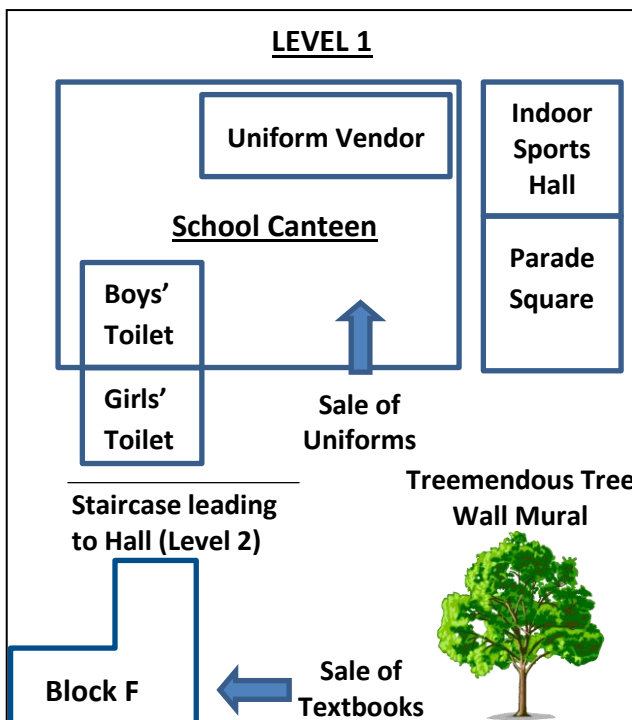 LEVEL 1
Uniform Vendor
Indoor
Sports
Hall
School Canteen
Parade
Square
Boys’
Toilet
Girls’
Toilet
Sale of
Uniforms
Staircase leading
to Hall (Level 2)
Treemendous Tree
Wall Mural
Block F
Sale of
Textbooks